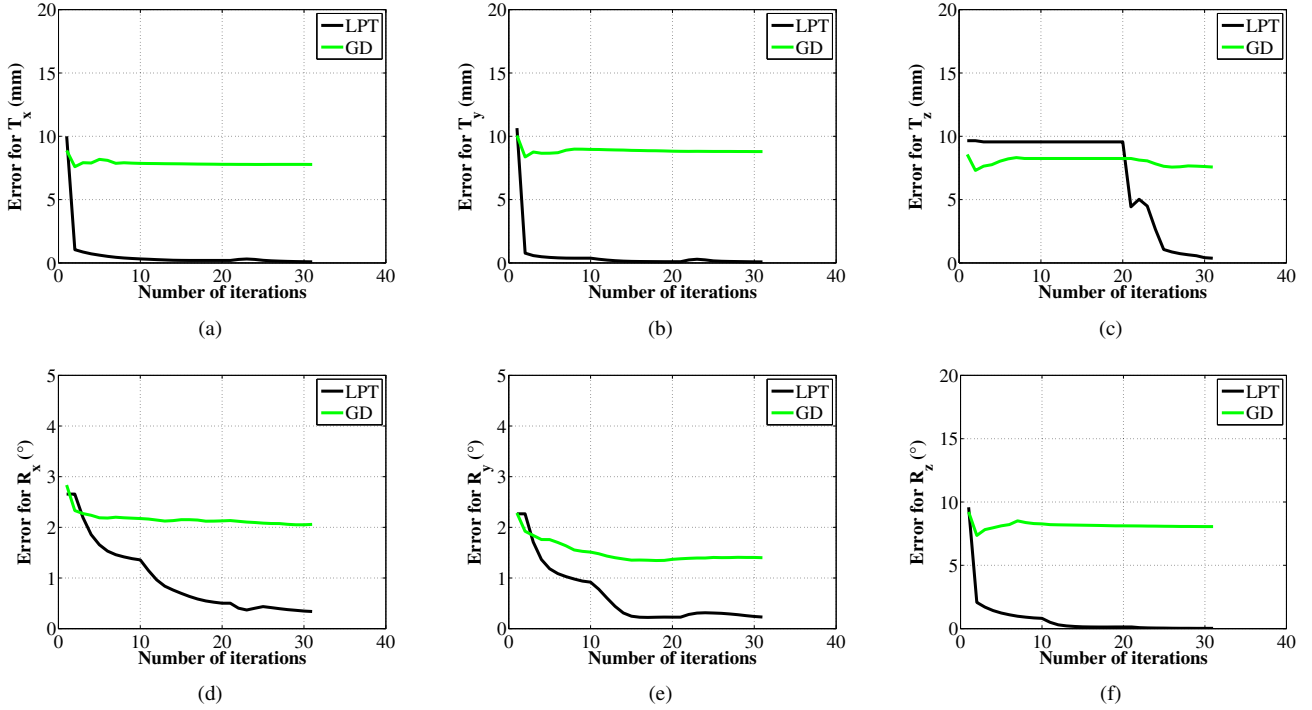 20
15
10
5
0
0 10 20 30 40
Error for T_x (mm)
Number of iterations
LPT
GD
(a)
20
15
10
5
0
0 10 20 30 40
Error for T_y (mm)
Number of iterations
LPT
GD
(b)
20
15
10
5
0
0 10 20 30 40
Error for T_z (mm)
Number of iterations
LPT
GD
(c)
5
4
3
2
1
0
0 10 20 30 40
Error for R_x (°)
Number of iterations
LPT
GD
(d)
5
4
3
2
1
0
0 10 20 30 40
Error for R_y (°)
Number of iterations
LPT
GD
(e)
20
15
10
5
0
0 10 20 30 40
Error for R_z (°)
Number of iterations
LPT
GD
(f)